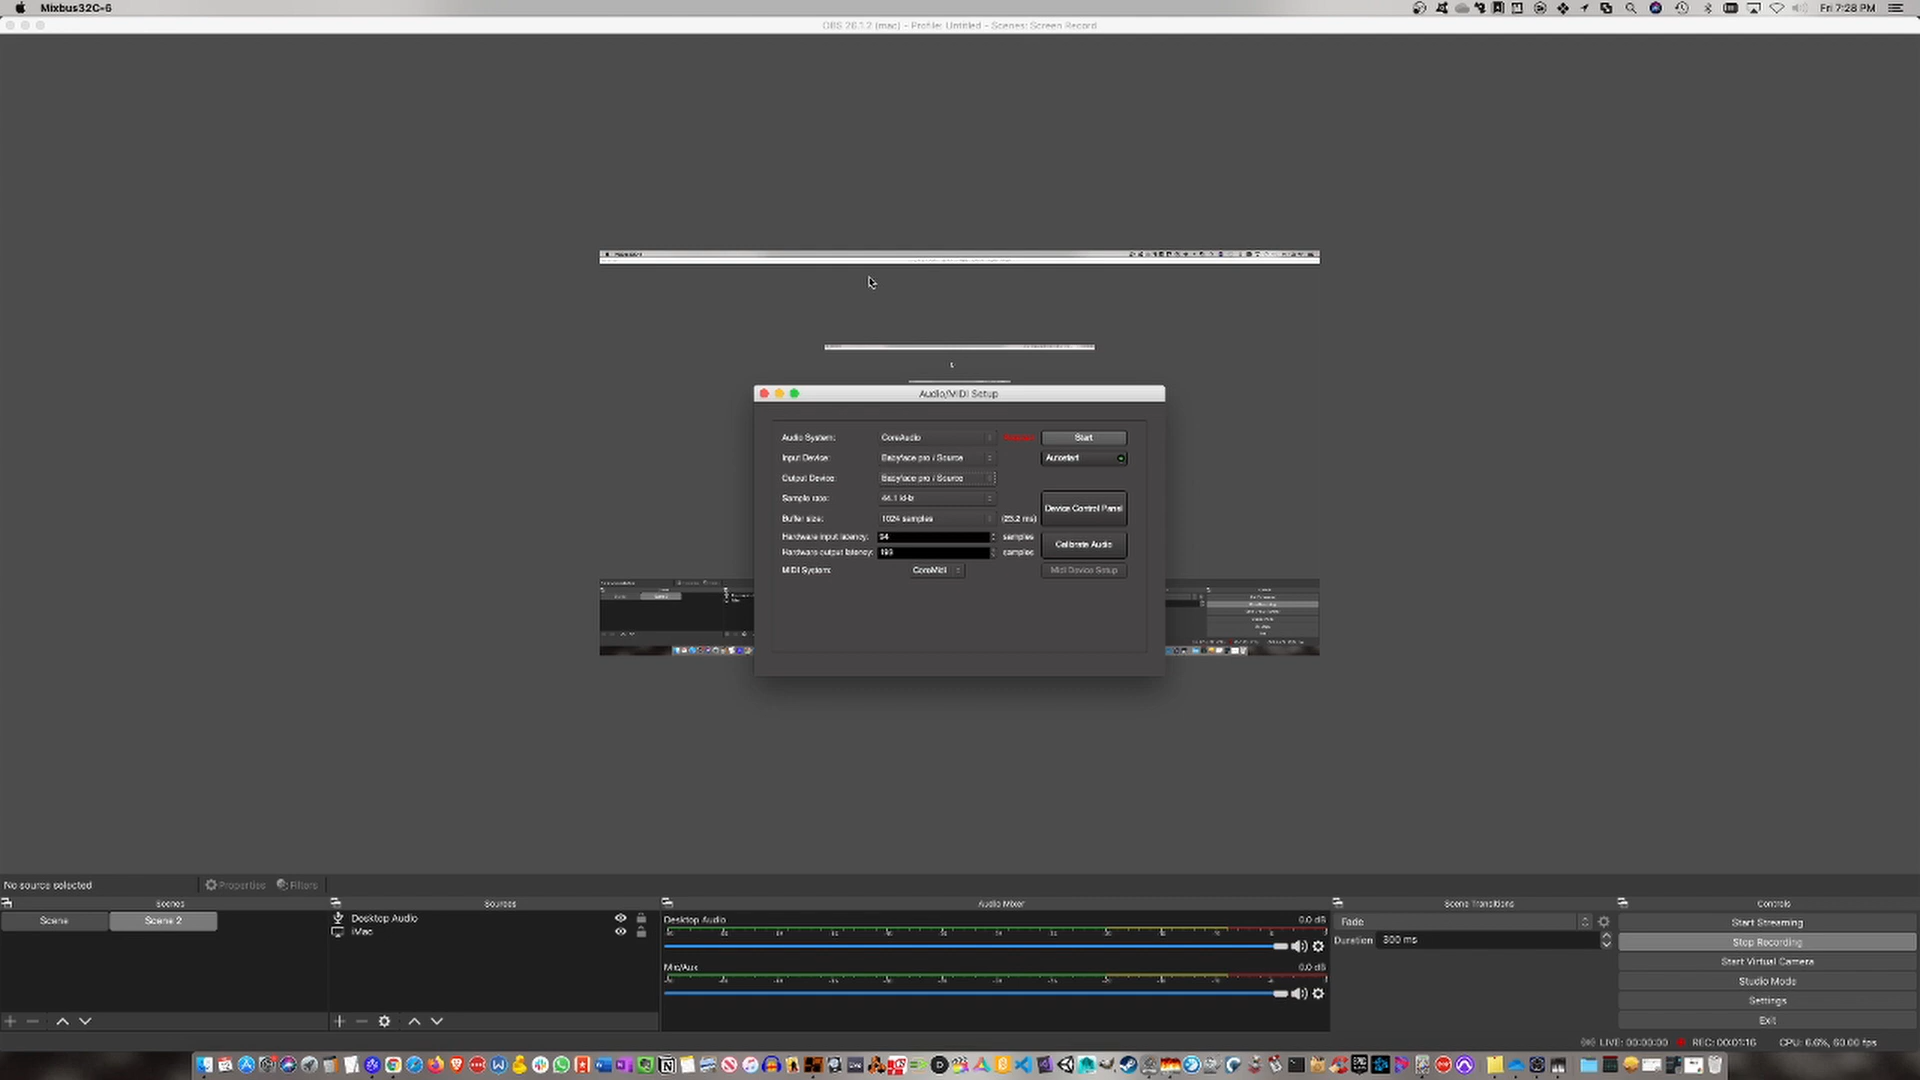 Mixbus32C-6
Fri 7:28 PM
OBS 26.1.2 (mac) - Profile: Untitled - Scenes: Screen Record
Audio/MIDI Setup
Audio System: CoreAudio Start
Input Device: Babyface pro / Source Autostart
Output Device: Babyface pro / Source
Sample rate: 44.1 kHz
Device Control Panel
Buffer size: 1024 samples (23.2 ms)
Hardware input latency: 64 samples
Calibrate Audio
Hardware output latency: samples
MIDI System: CoreMidi Midi Device Setup
No source selected Properties Filters
Scenes Sources Audio Mixer Scene Transitions Controls
Scene Scene 2
Desktop Audio
iMac
Desktop Audio 0.0 dB
Mic/Aux 0.0 dB
Fade
Duration 300 ms
Start Streaming
Stop Recording
Start Virtual Camera
Studio Mode
Settings
Exit
LIVE: 00:00:00 REC: 00:01:16 CPU: 6.6%, 60.00 fps